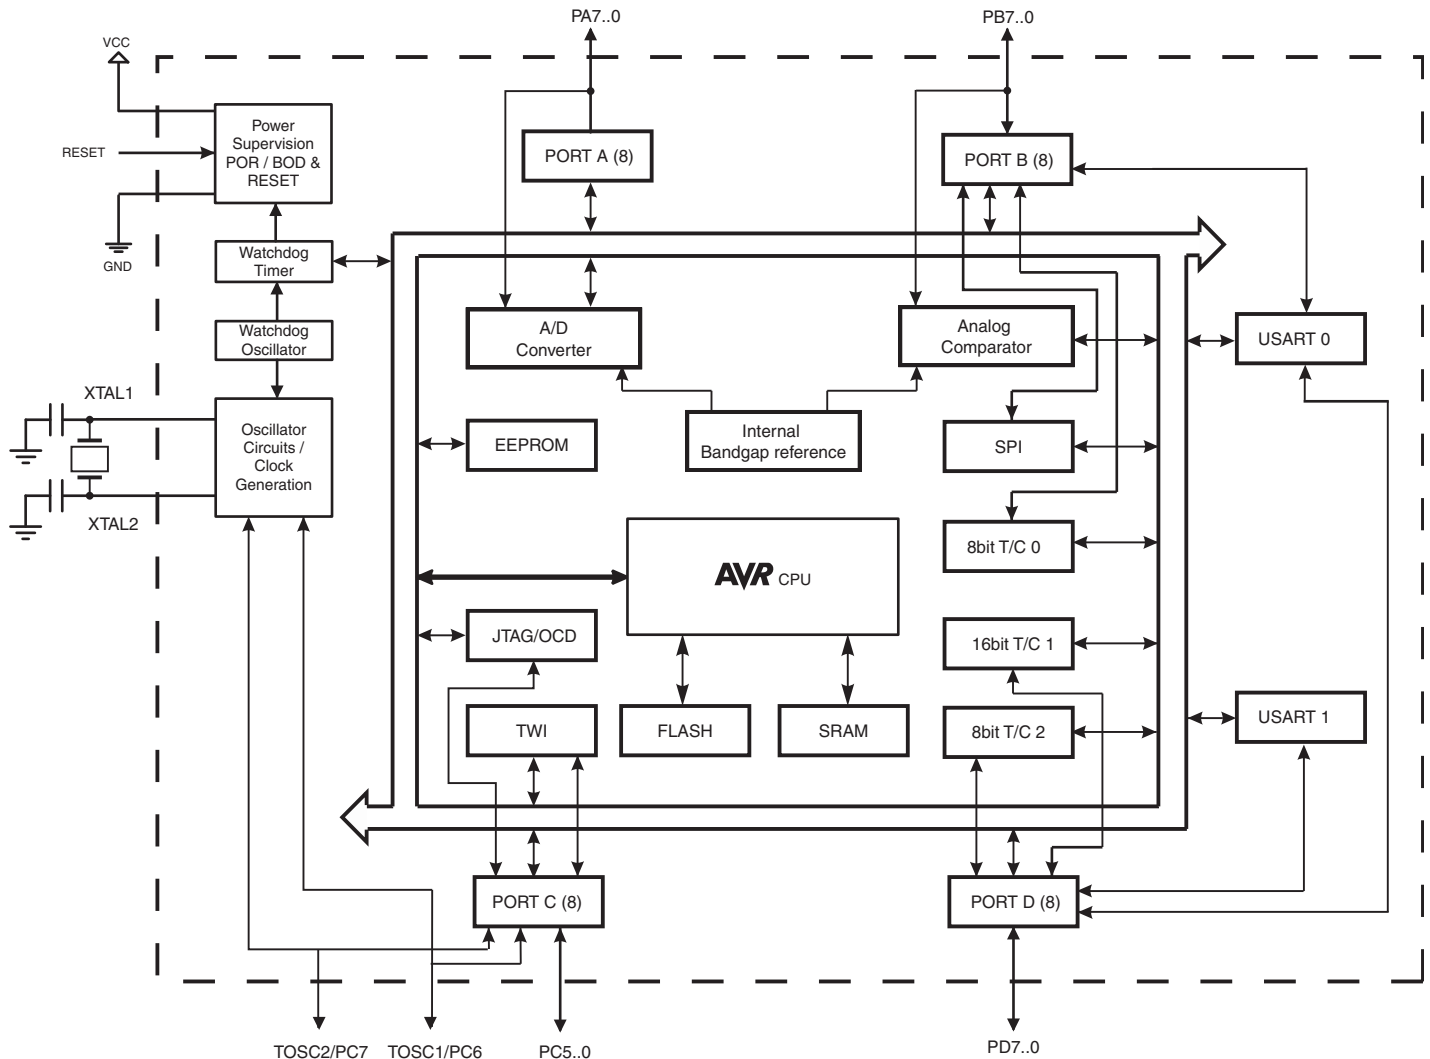 PA7..0
PB7..0
VCC
RESET
GND
Power
Supervision
POR / BOD &
RESET
PORT A (8)
PORT B (8)
Watchdog
Timer
Watchdog
Oscillator
A/D
Converter
Analog
Comparator
USART 0
XTAL1
XTAL2
Oscillator
Circuits /
Clock
Generation
EEPROM
Internal
Bandgap reference
SPI
8bit T/C 0
AVR CPU
JTAG/OCD
16bit T/C 1
TWI
FLASH
SRAM
8bit T/C 2
USART 1
PORT C (8)
PORT D (8)
TOSC2/PC7
TOSC1/PC6
PC5..0
PD7..0